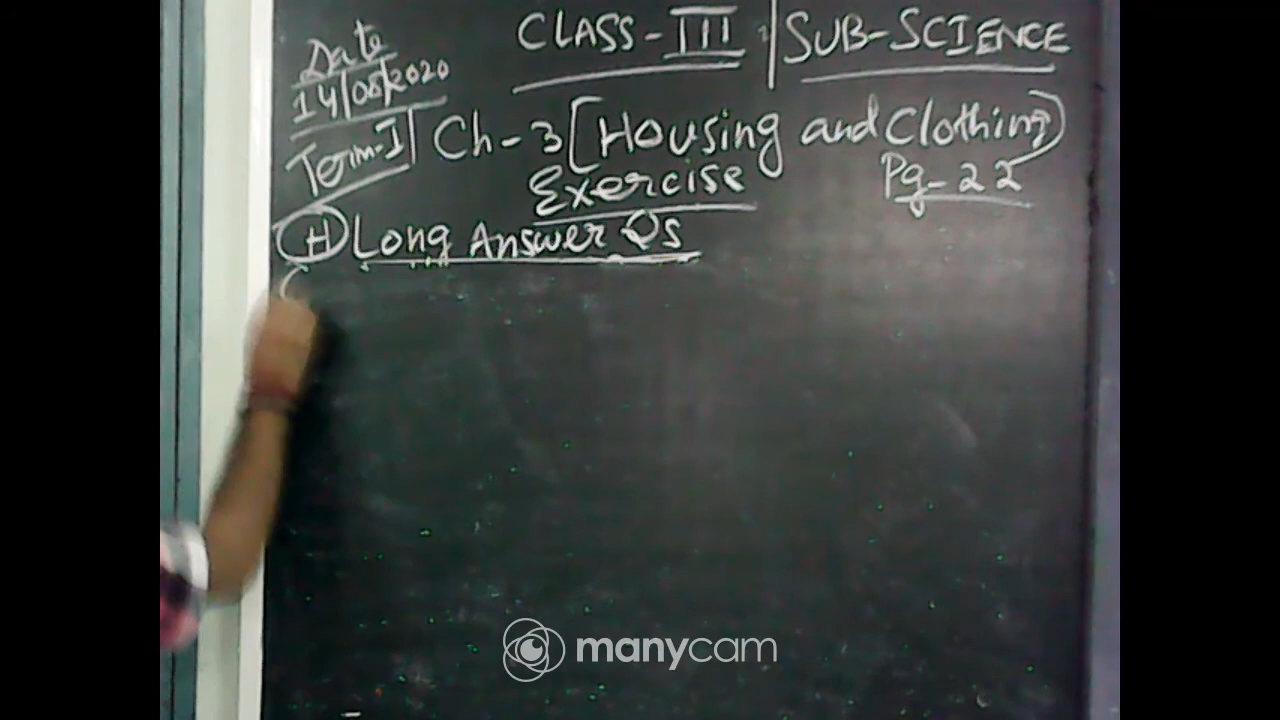 Date
14/08/2020
CLASS-III | SUB-SCIENCE
Term-I] Ch-3 [Housing and Clothing)
Exercise Pg-22
(H) Long Answer Qs
manycam